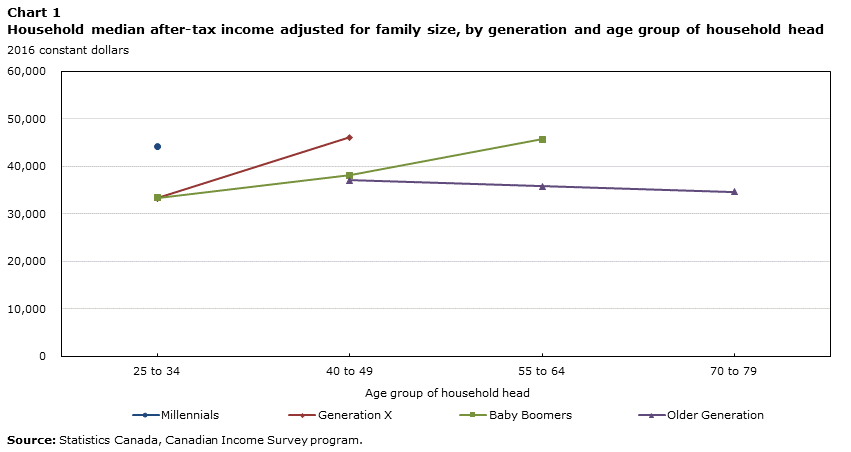 Chart 1
Household median after-tax income adjusted for family size, by generation and age group of household head
2016 constant dollars
60,000
50,000
40,000
30,000
20,000
10,000
0
25 to 34 40 to 49 55 to 64 70 to 79
Age group of household head
Millennials Generation X Baby Boomers Older Generation
Source: Statistics Canada, Canadian Income Survey program.